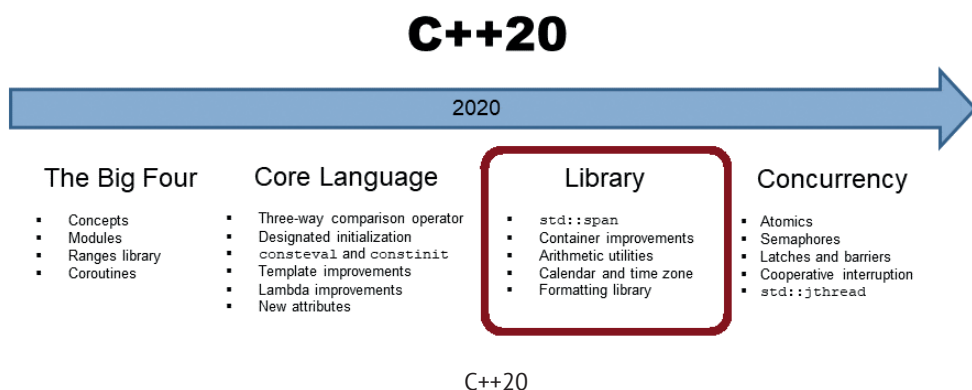 C++20
2020
The Big Four
▪ Concepts
▪ Modules
▪ Ranges library
▪ Coroutines
Core Language
▪ Three-way comparison operator
▪ Designated initialization
▪ consteval and constinit
▪ Template improvements
▪ Lambda improvements
▪ New attributes
Library
▪ std::span
▪ Container improvements
▪ Arithmetic utilities
▪ Calendar and time zone
▪ Formatting library
Concurrency
▪ Atomics
▪ Semaphores
▪ Latches and barriers
▪ Cooperative interruption
▪ std::jthread
C++20